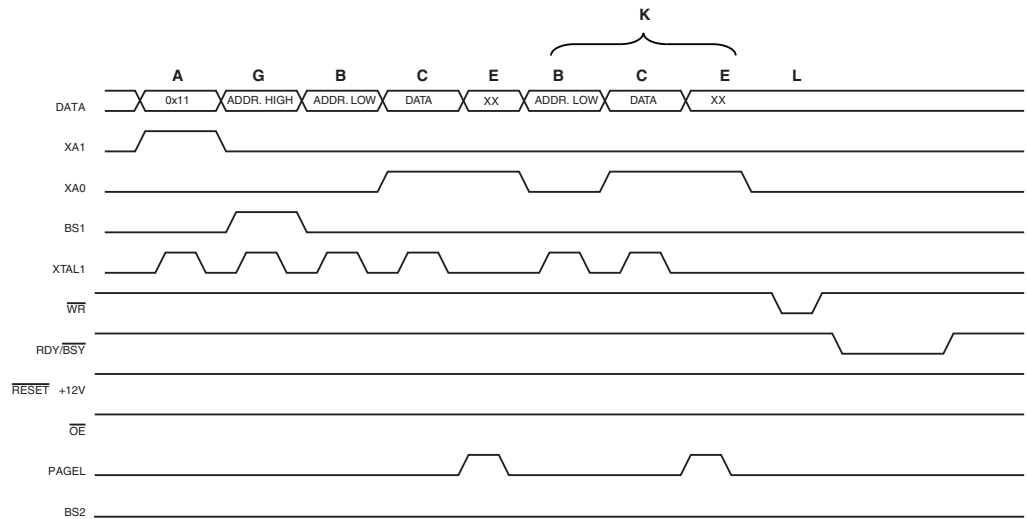 K
A G B C E B C E L
DATA 0x11 ADDR. HIGH ADDR. LOW DATA XX ADDR. LOW DATA XX
XA1
XA0
BS1
XTAL1
WR
RDY/BSY
RESET +12V
OE
PAGEL
BS2